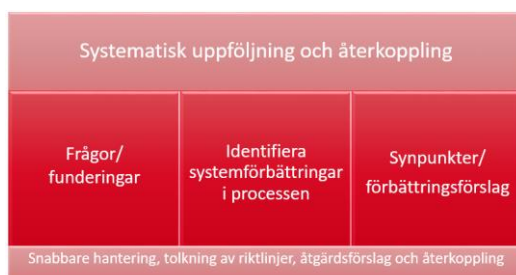 Systematisk uppföljning och återkoppling
Frågor/
funderingar
Identifiera
systemförbättringar
i processen
Synpunkter/
förbättringsförslag
Snabbare hantering, tolkning av riktlinjer, åtgärdsförslag och återkoppling